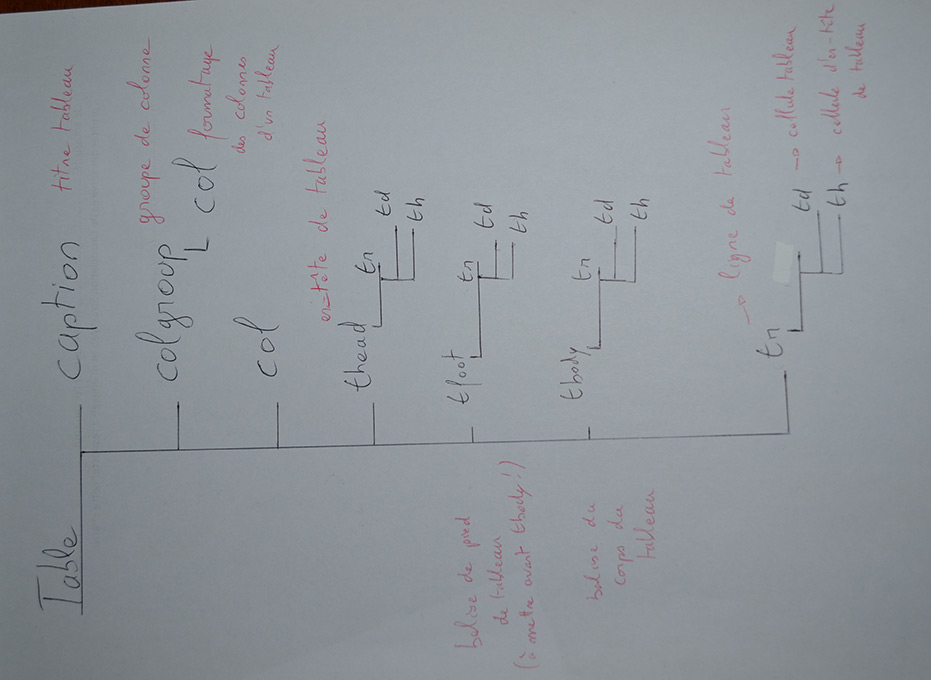 Table
caption titre tableau
colgroup groupe de colonne
col formatage
des colonnes
d'un tableau
col
en-tête de tableau
thead
tr
td
th
tfoot
tr
td
th
balise de pied
de tableau
(à metre avant tbody!)
tbody
tr
td
th
balise du
corps du
tableau
tr → ligne de tableau
td → cellule tableau
th → cellule d'en-tête
de tableau